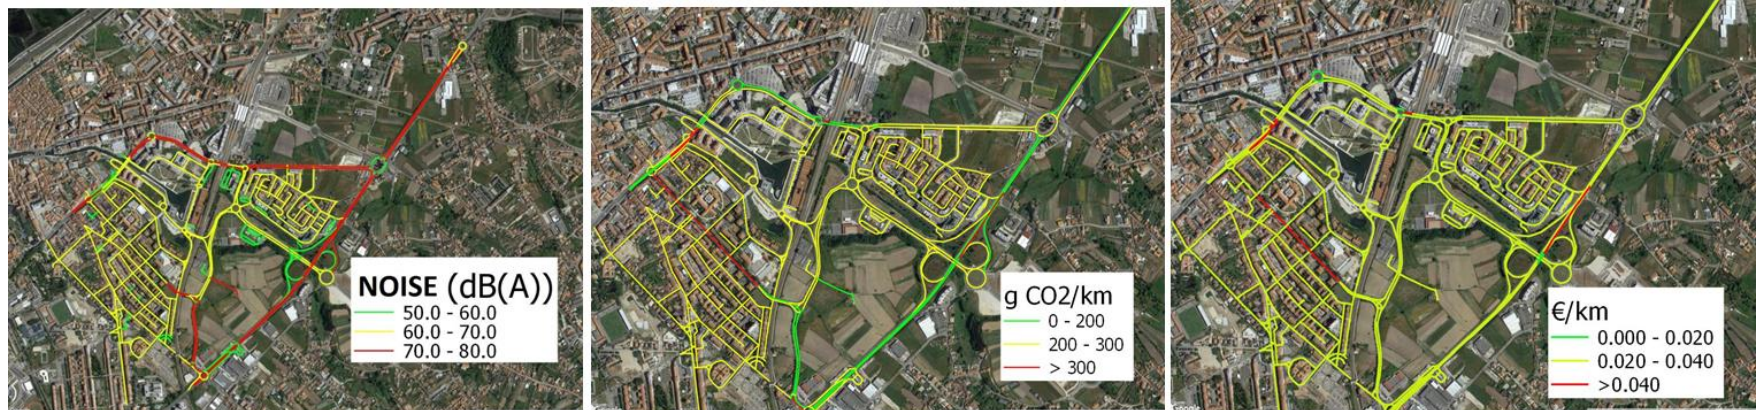 NOISE (dB(A))
50.0 - 60.0
60.0 - 70.0
70.0 - 80.0
g CO2/km
0 - 200
200 - 300
> 300
Google
€/km
0.000 - 0.020
0.020 - 0.040
>0.040